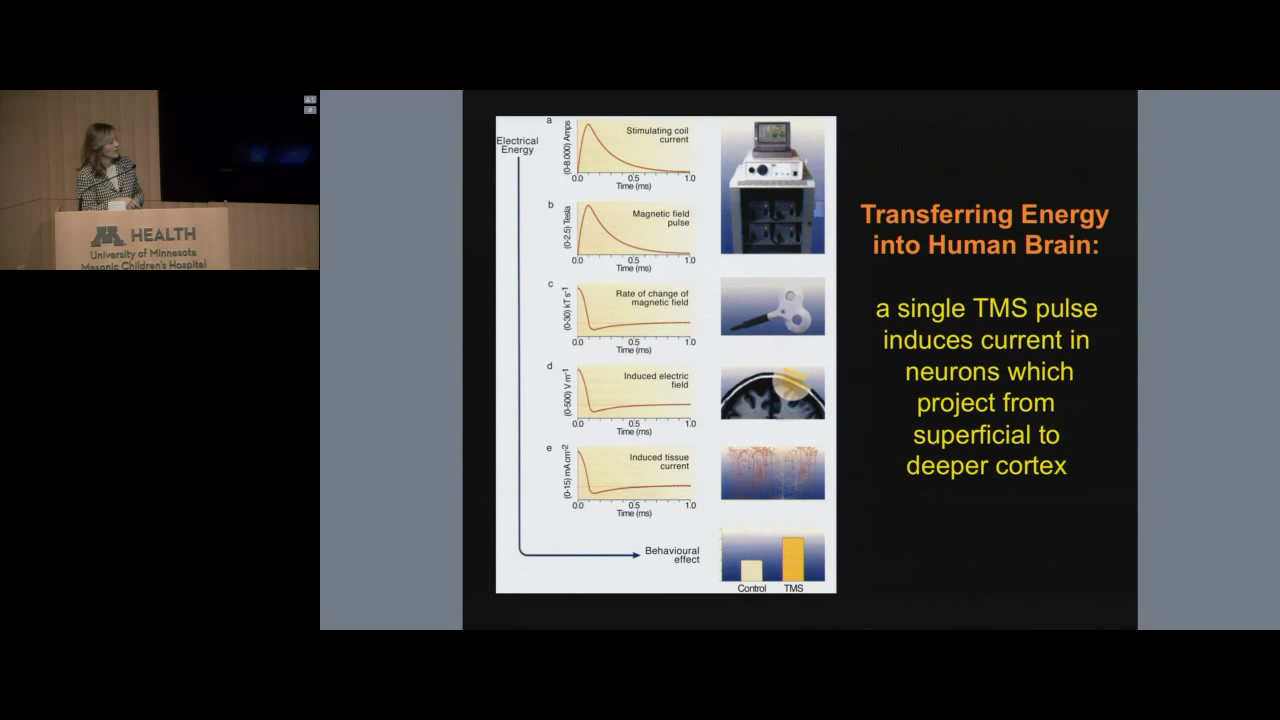 HEALTH
University of Minnesota
Masonic Children's Hospital
Electrical
Energy
a
(0-8,000) Amps
Stimulating coil
current
0.0 0.5 1.0
Time (ms)
b
(0-2.5) Tesla
Magnetic field
pulse
0.0 0.5 1.0
Time (ms)
c
(0-30) kT s-1
Rate of change of
magnetic field
0.0 0.5 1.0
Time (ms)
d
(0-500) V m-1
Induced electric
field
0.0 0.5 1.0
Time (ms)
e
(0-15) mA cm-2
Induced tissue
current
0.0 0.5 1.0
Time (ms)
Behavioural
effect
Control TMS
Transferring Energy
into Human Brain:
a single TMS pulse
induces current in
neurons which
project from
superficial to
deeper cortex